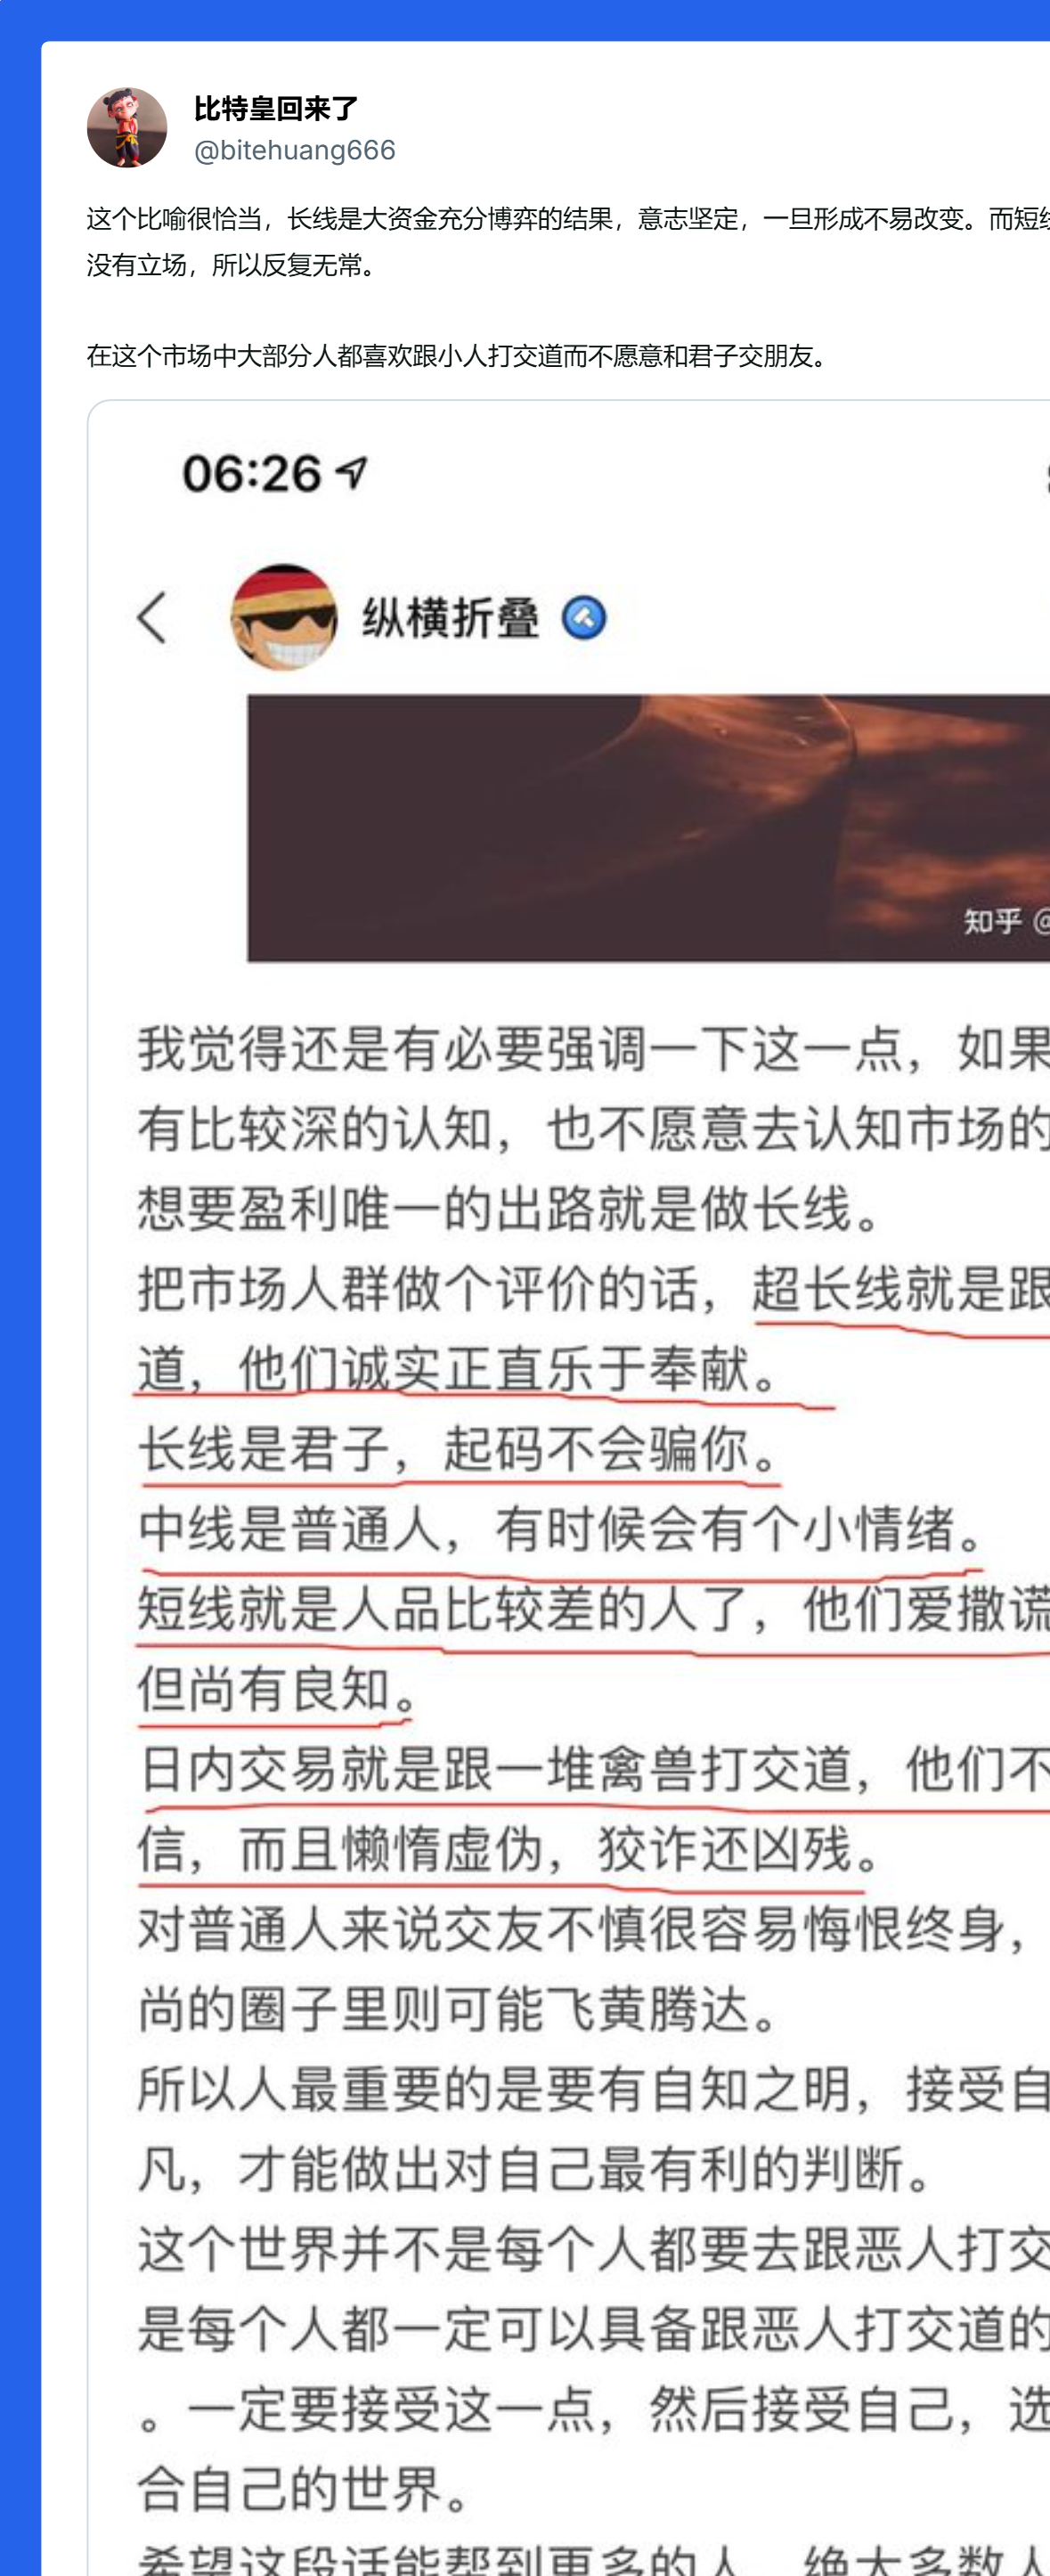 比特皇回来了
@bitehuang666
这个比喻很恰当，长线是大资金充分博弈的结果，意志坚定，一旦形成不易改变。而短线
没有立场，所以反复无常。
在这个市场中大部分人都喜欢跟小人打交道而不愿意和君子交朋友。
06:26
纵横折叠
知乎 @
我觉得还是有必要强调一下这一点，如果
有比较深的认知，也不愿意去认知市场的
想要盈利唯一的出路就是做长线。
把市场人群做个评价的话，超长线就是跟
道，他们诚实正直乐于奉献。
长线是君子，起码不会骗你。
中线是普通人，有时候会有个小情绪。
短线就是人品比较差的人了，他们爱撒谎
但尚有良知。
日内交易就是跟一堆禽兽打交道，他们不
信，而且懒惰虚伪，狡诈还凶残。
对普通人来说交友不慎很容易悔恨终身，
尚的圈子里则可能飞黄腾达。
所以人最重要的是要有自知之明，接受自
凡，才能做出对自己最有利的判断。
这个世界并不是每个人都要去跟恶人打交
是每个人都一定可以具备跟恶人打交道的
。一定要接受这一点，然后接受自己，选
合自己的世界。
希望这段话能帮到更多的人，绝大多数人